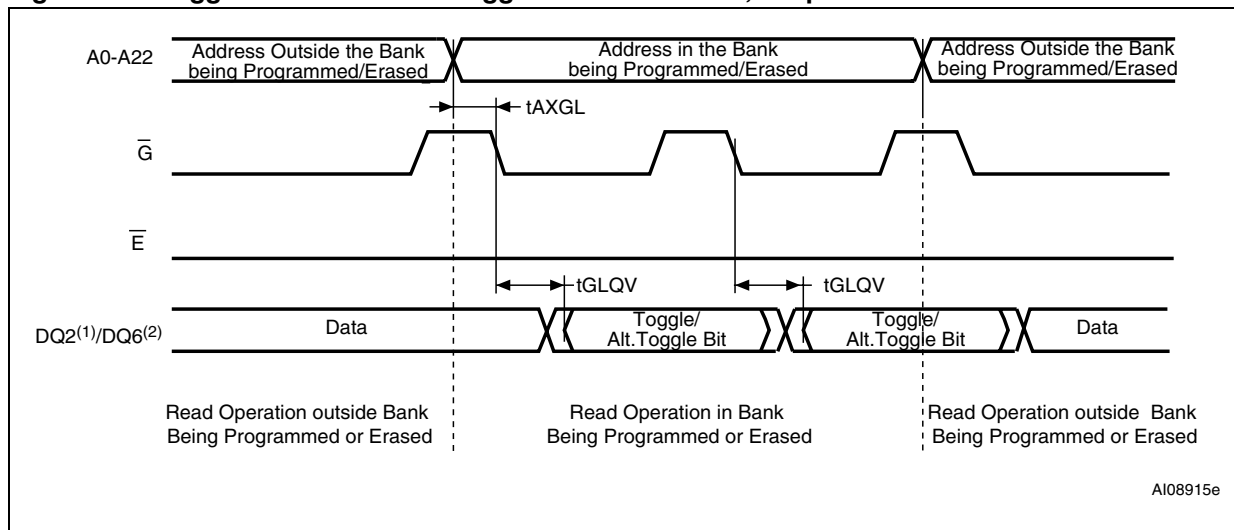 A0-A22
Address Outside the Bank
being Programmed/Erased
Address in the Bank
being Programmed/Erased
Address Outside the Bank
being Programmed/Erased
tAXGL
G
E
tGLQV
tGLQV
DQ2(1)/DQ6(2)
Data
Toggle/
Alt.Toggle Bit
Toggle/
Alt.Toggle Bit
Data
Read Operation outside Bank
Being Programmed or Erased
Read Operation in Bank
Being Programmed or Erased
Read Operation outside Bank
Being Programmed or Erased
AI08915e